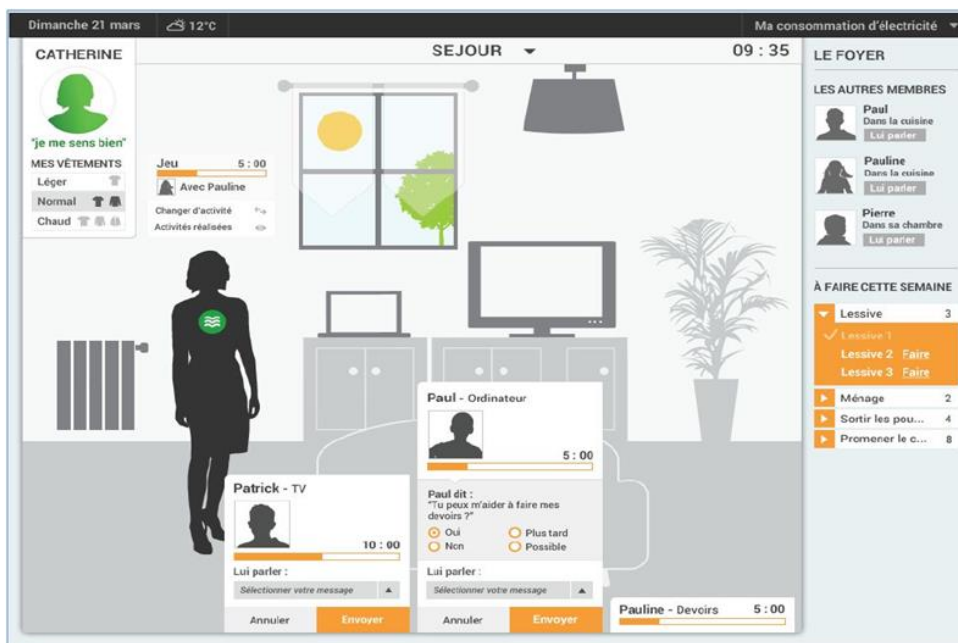 Dimanche 21 mars
12°C
Ma consommation d'électricité
CATHERINE
"je me sens bien"
MES VÊTEMENTS
Léger
Normal
Chaud
SEJOUR
09 : 35
Jeu 5 : 00
Avec Pauline
Changer d'activité
Activités réalisées
Patrick - TV
10 : 00
Lui parler :
Sélectionner votre message
Annuler Envoyer
Paul - Ordinateur
5 : 00
Paul dit :
"Tu peux m'aider à faire mes
devoirs ?"
Oui Plus tard
Non Possible
Lui parler :
Sélectionner votre message
Annuler Envoyer
Pauline - Devoirs 5 : 00
LE FOYER
LES AUTRES MEMBRES
Paul
Dans la cuisine
Lui parler
Pauline
Dans la cuisine
Lui parler
Pierre
Dans sa chambre
Lui parler
À FAIRE CETTE SEMAINE
Lessive 3
Lessive 1
Lessive 2 Faire
Lessive 3 Faire
Ménage 2
Sortir les pou... 4
Promener le c... 8